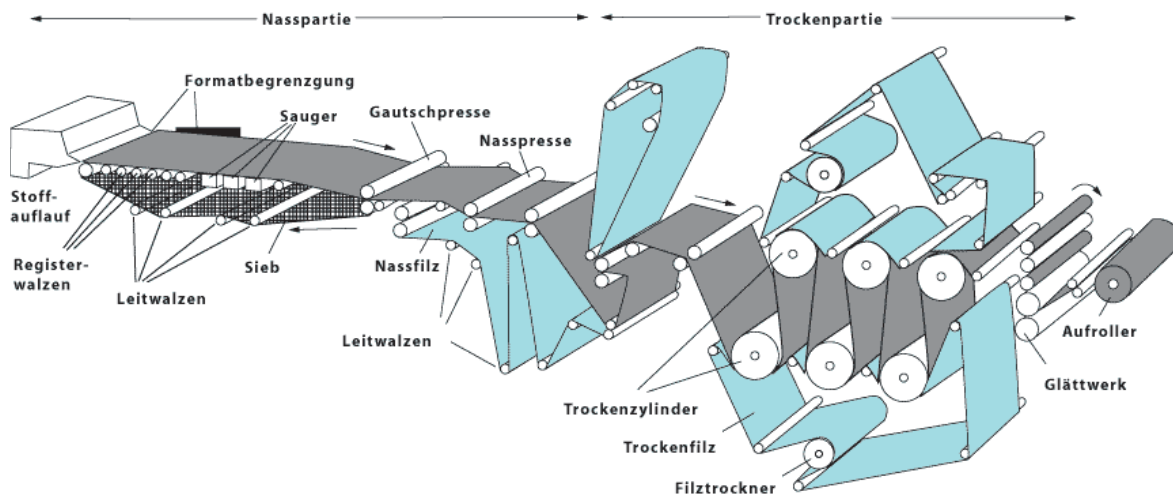 Nasspartie
Trockenpartie
Formatbegrenzgung
Sauger
Gautschpresse
Nasspresse
Stoff-
auflauf
Register-
walzen
Leitwalzen
Sieb
Nassfilz
Leitwalzen
Trockenzylinder
Trockenfilz
Filztrockner
Aufroller
Glättwerk